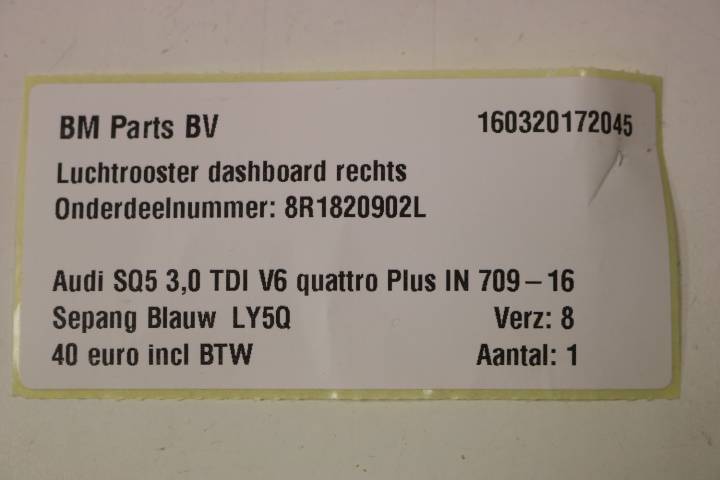 BM Parts BV 160320172045
Luchtrooster dashboard rechts
Onderdeelnummer: 8R1820902L
Audi SQ5 3,0 TDI V6 quattro Plus IN 709 – 16
Sepang Blauw LY5Q Verz: 8
40 euro incl BTW Aantal: 1